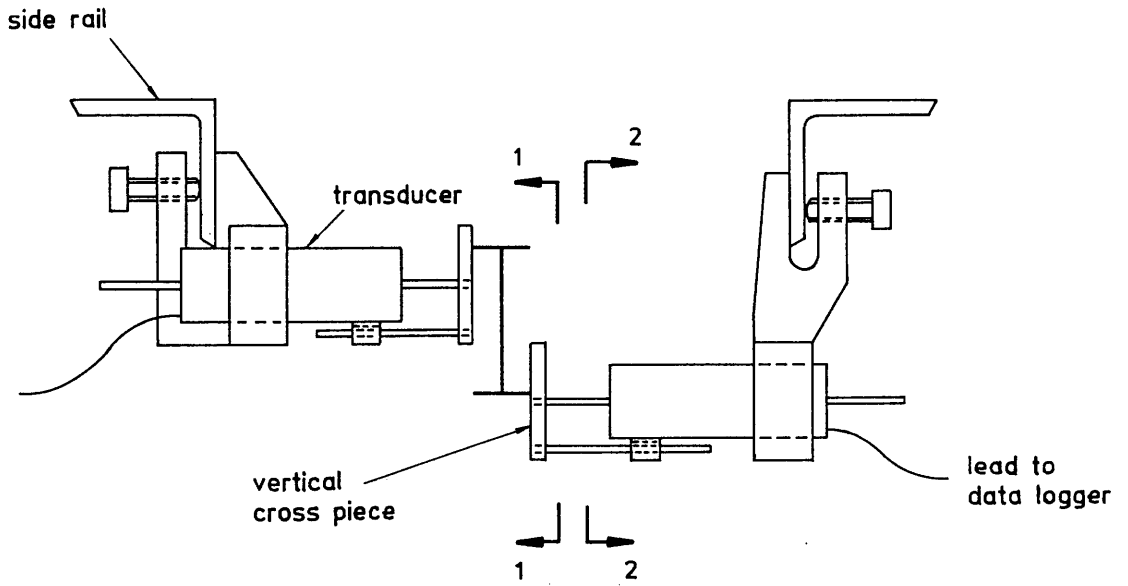 side rail
1
2
transducer
vertical
cross piece
lead to
data logger
1
2